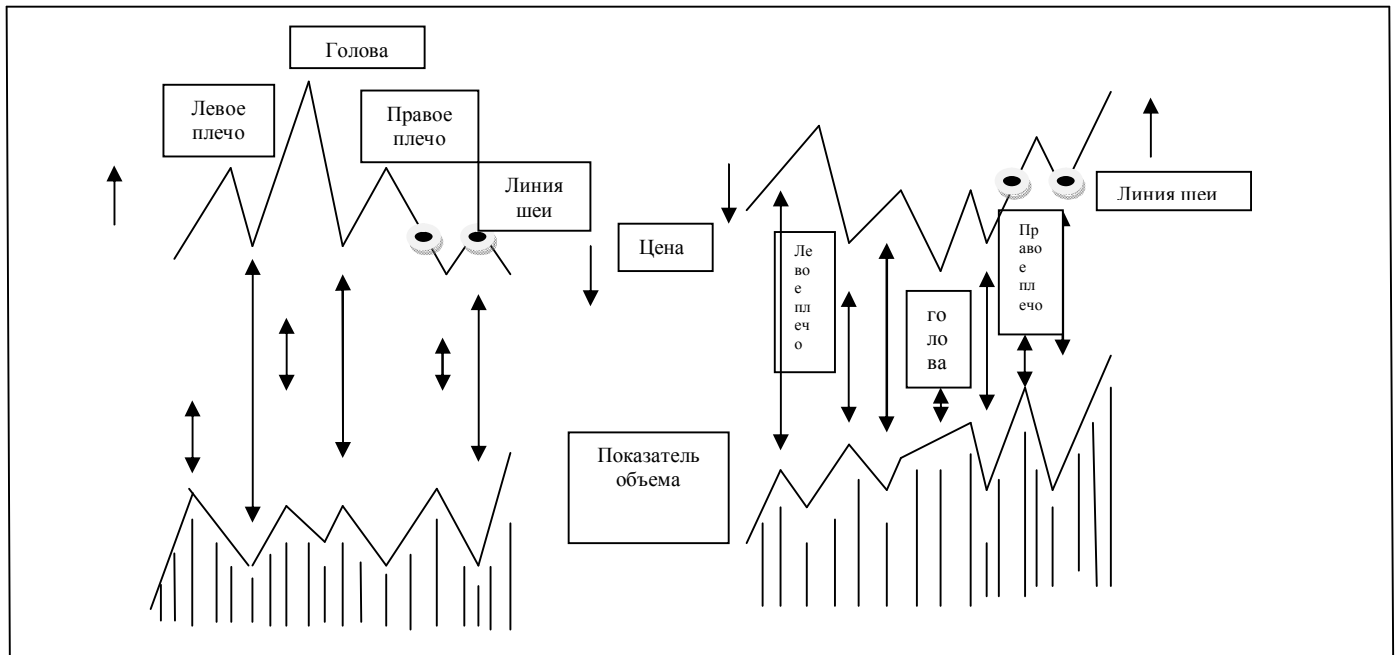 Голова
Левое
плечо
Правое
плечо
Линия
шеи
Цена
Показатель
объема
Ле
вое
е
пл
еч
о
го
ло
ва
Пр
аво
е
пл
ечо
Линия шеи